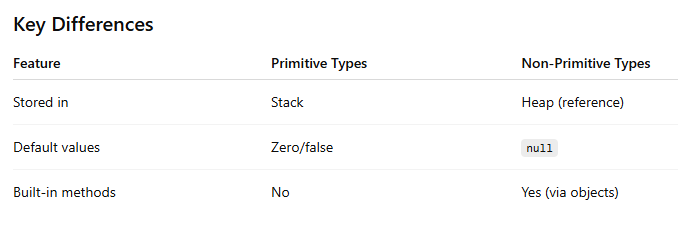 Key Differences
Feature Primitive Types Non-Primitive Types
Stored in Stack Heap (reference)
Default values Zero/false null
Built-in methods No Yes (via objects)